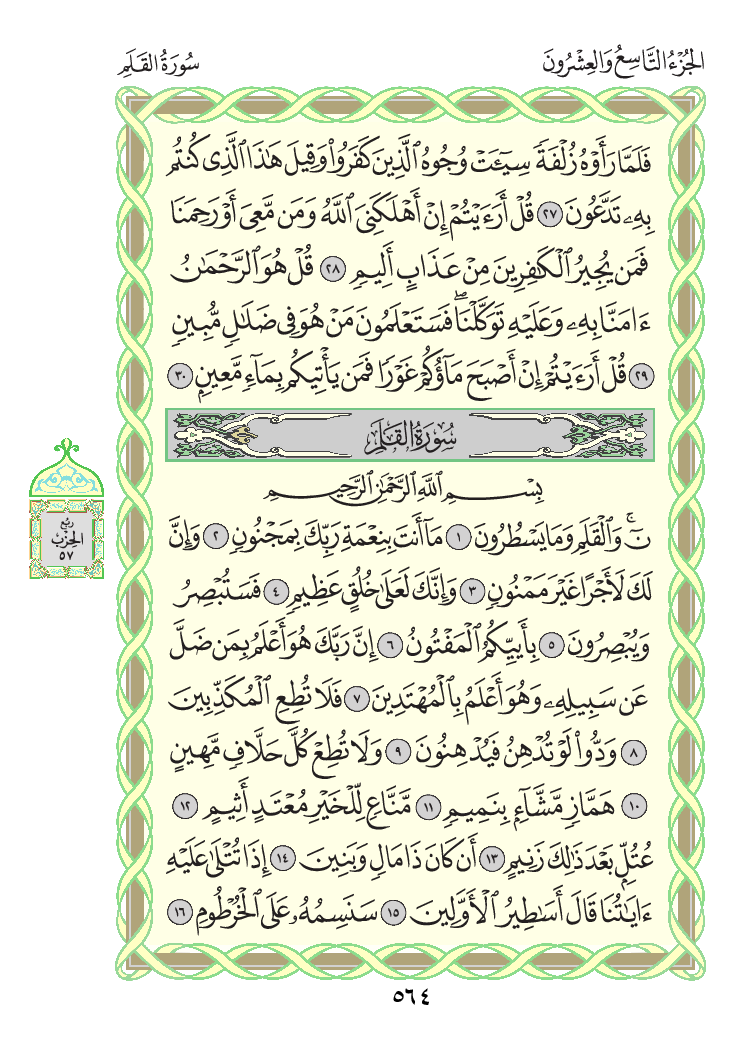 الجُزْءُ التَّاسِعُ وَالعِشْرُونَ
سُورَةُ القَلَمِ
فَلَمَّا رَأَوْهُ زُلْفَةً سِيٓـَٔتْ وُجُوهُ ٱلَّذِينَ كَفَرُوا۟ وَقِيلَ هَٰذَا ٱلَّذِى كُنتُم
بِهِۦ تَدَّعُونَ ٢٧ قُلْ أَرَءَيْتُمْ إِنْ أَهْلَكَنِىَ ٱللَّهُ وَمَن مَّعِىَ أَوْ رَحِمَنَا
فَمَن يُجِيرُ ٱلْكَٰفِرِينَ مِنْ عَذَابٍ أَلِيمٍ ٢٨ قُلْ هُوَ ٱلرَّحْمَٰنُ
ءَامَنَّا بِهِۦ وَعَلَيْهِ تَوَكَّلْنَا ۖ فَسَتَعْلَمُونَ مَنْ هُوَ فِى ضَلَٰلٍ مُّبِينٍ
٢٩ قُلْ أَرَءَيْتُمْ إِنْ أَصْبَحَ مَآؤُكُمْ غَوْرًا فَمَن يَأْتِيكُم بِمَآءٍ مَّعِينٍۭ ٣٠
سُورَةُ القَلَمِ
بِسْمِ ٱللَّهِ ٱلرَّحْمَٰنِ ٱلرَّحِيمِ
نٓ ۚ وَٱلْقَلَمِ وَمَا يَسْطُرُونَ ١ مَآ أَنتَ بِنِعْمَةِ رَبِّكَ بِمَجْنُونٍ ٢ وَإِنَّ
لَكَ لَأَجْرًا غَيْرَ مَمْنُونٍ ٣ وَإِنَّكَ لَعَلَىٰ خُلُقٍ عَظِيمٍ ٤ فَسَتُبْصِرُ
وَيُبْصِرُونَ ٥ بِأَييِّكُمُ ٱلْمَفْتُونُ ٦ إِنَّ رَبَّكَ هُوَ أَعْلَمُ بِمَن ضَلَّ
عَن سَبِيلِهِۦ وَهُوَ أَعْلَمُ بِٱلْمُهْتَدِينَ ٧ فَلَا تُطِعِ ٱلْمُكَذِّبِينَ
٨ وَدُّوا۟ لَوْ تُدْهِنُ فَيُدْهِنُونَ ٩ وَلَا تُطِعْ كُلَّ حَلَّافٍ مَّهِينٍ
١٠ هَمَّازٍ مَّشَّآءٍۭ بِنَمِيمٍ ١١ مَّنَّاعٍ لِّلْخَيْرِ مُعْتَدٍ أَثِيمٍ ١٢
عُتُلٍّۭ بَعْدَ ذَٰلِكَ زَنِيمٍ ١٣ أَن كَانَ ذَا مَالٍ وَبَنِينَ ١٤ إِذَا تُتْلَىٰ عَلَيْهِ
ءَايَٰتُنَا قَالَ أَسَٰطِيرُ ٱلْأَوَّلِينَ ١٥ سَنَسِمُهُۥ عَلَى ٱلْخُرْطُومِ ١٦
رُبْعُ
الحِزْبِ
٥٧
٥٦٤